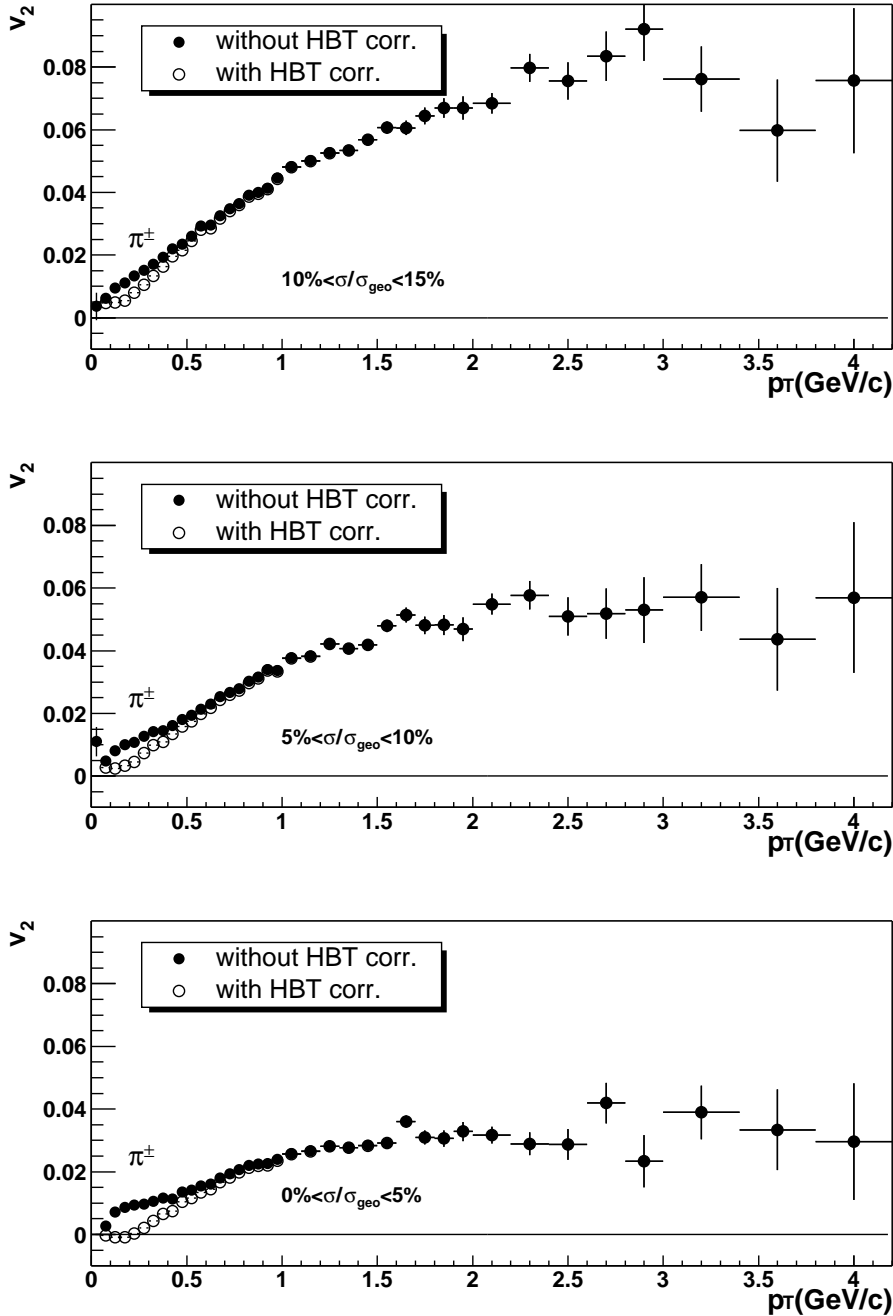 v2
without HBT corr.
with HBT corr.
0.08
0.06
0.04
0.02
0
π±
10%<σ/σgeo<15%
0 0.5 1 1.5 2 2.5 3 3.5 4
pT(GeV/c)
v2
without HBT corr.
with HBT corr.
0.08
0.06
0.04
0.02
0
π±
5%<σ/σgeo<10%
0 0.5 1 1.5 2 2.5 3 3.5 4
pT(GeV/c)
v2
without HBT corr.
with HBT corr.
0.08
0.06
0.04
0.02
0
π±
0%<σ/σgeo<5%
0 0.5 1 1.5 2 2.5 3 3.5 4
pT(GeV/c)